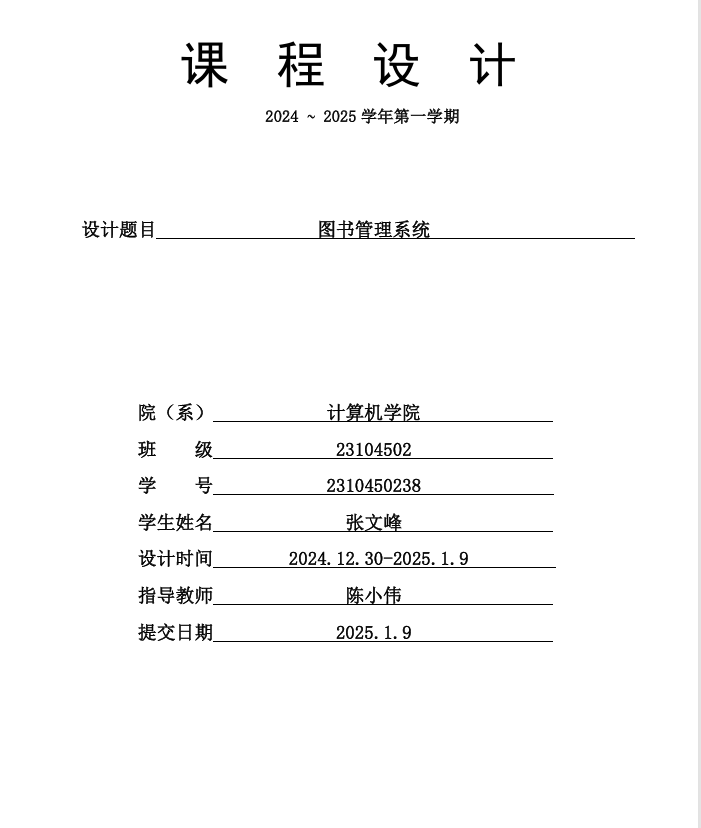 课 程 设 计
2024 ~ 2025 学年第一学期
设计题目 图书管理系统
院（系） 计算机学院
班 级 23104502
学 号 2310450238
学生姓名 张文峰
设计时间 2024.12.30-2025.1.9
指导教师 陈小伟
提交日期 2025.1.9